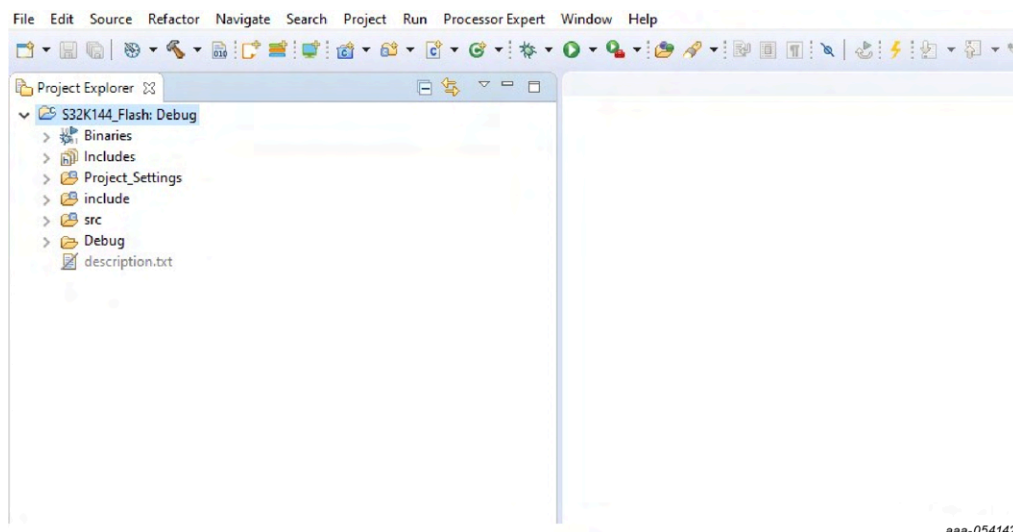 File Edit Source Refactor Navigate Search Project Run Processor Expert Window Help
Project Explorer
S32K144_Flash: Debug
Binaries
Includes
Project_Settings
include
src
Debug
description.txt